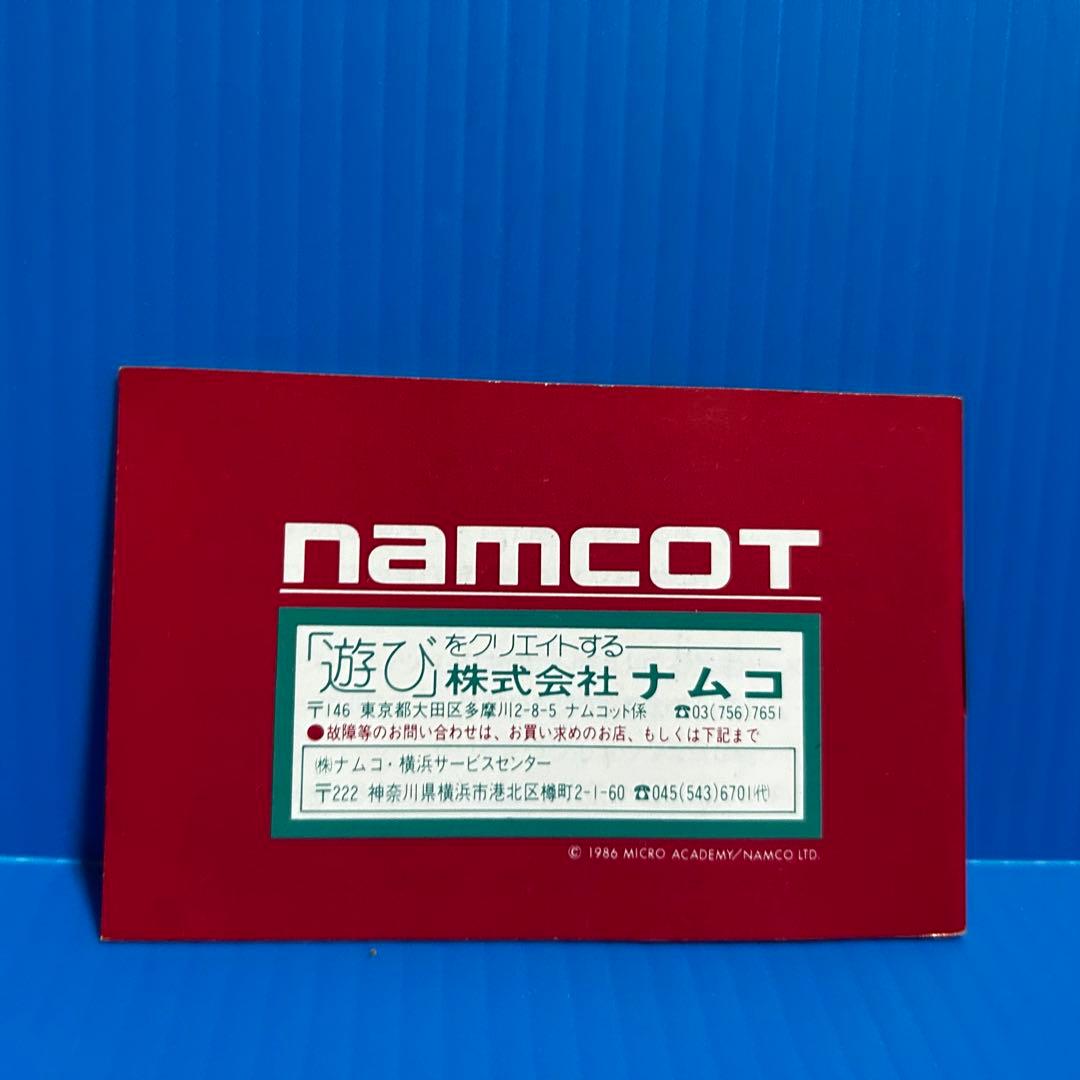 namcot
「遊び」をクリエイトする
株式会社 ナムコ
〒146 東京都大田区多摩川2-8-5 ナムコット係 ☎03(756)7651
●故障等のお問い合わせは、お買い求めのお店、もしくは下記まで
㈱ナムコ・横浜サービスセンター
〒222 神奈川県横浜市港北区樽町2-1-60 ☎045(543)6701㈹
© 1986 MICRO ACADEMY/NAMCO LTD.